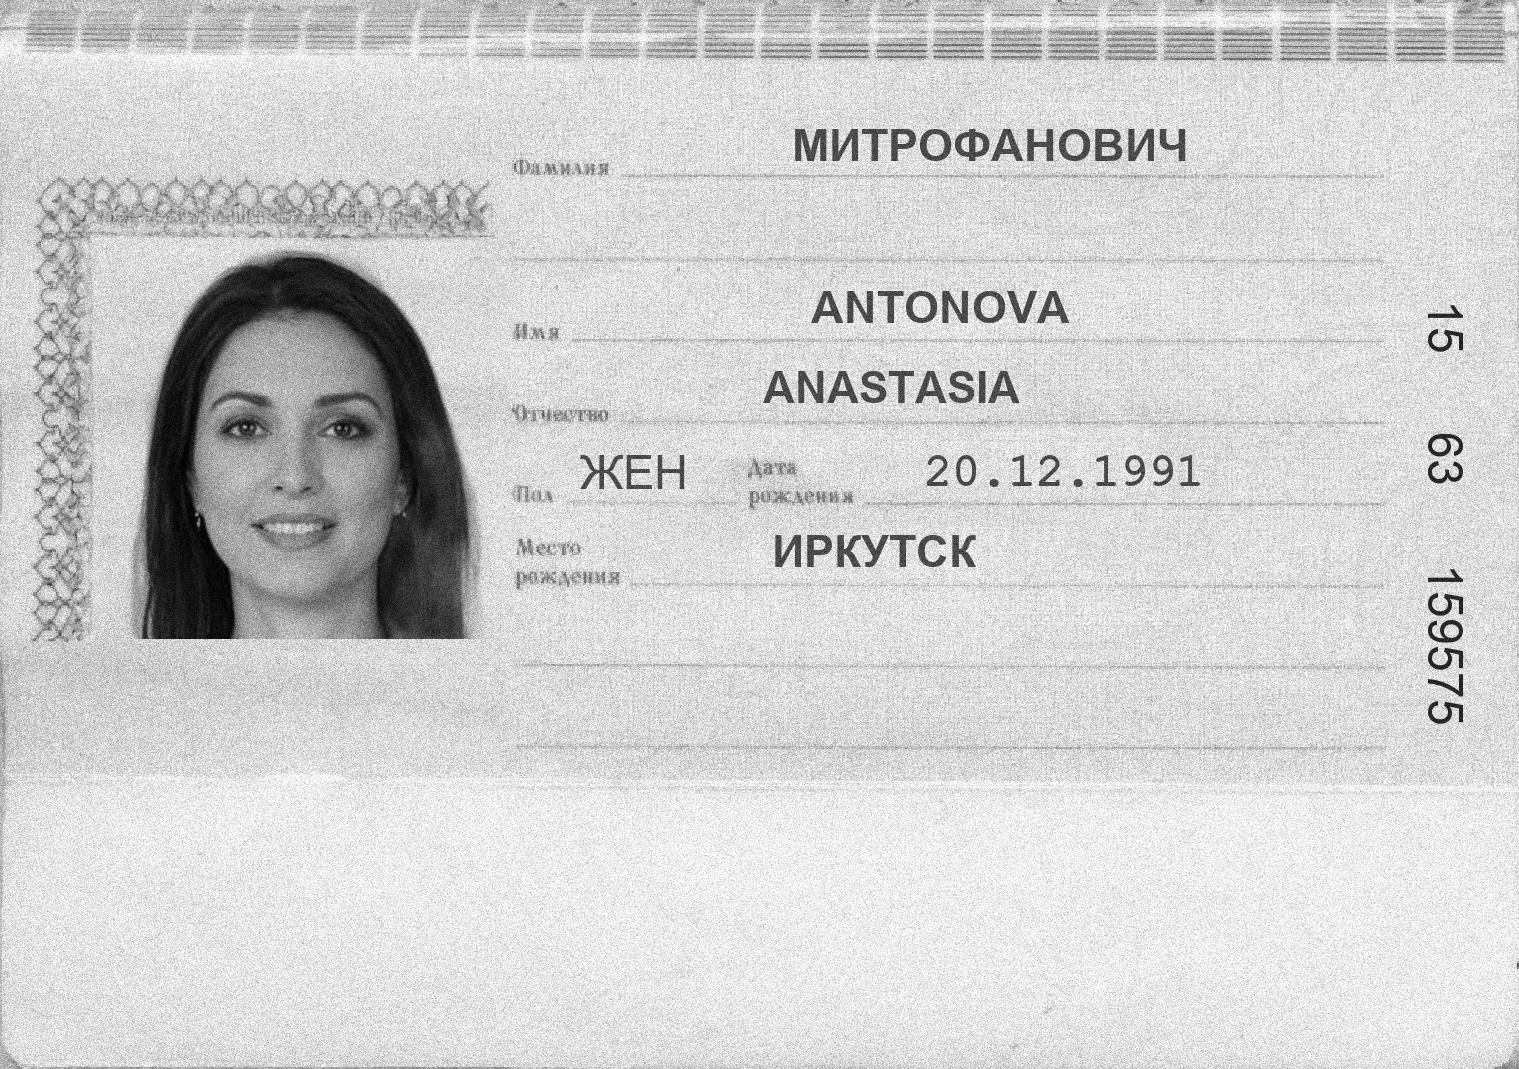 Фамилия МИТРОФАНОВИЧ
Имя ANTONOVA
Отчество ANASTASIA
Пол ЖЕН Дата рождения 20.12.1991
Место рождения ИРКУТСК
15 63 159575